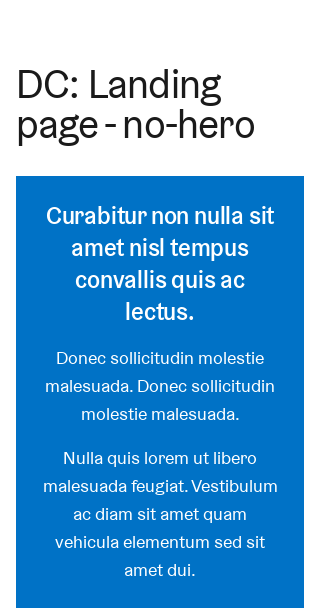 DC: Landing
page - no-hero
Curabitur non nulla sit
amet nisl tempus
convallis quis ac
lectus.
Donec sollicitudin molestie
malesuada. Donec sollicitudin
molestie malesuada.
Nulla quis lorem ut libero
malesuada feugiat. Vestibulum
ac diam sit amet quam
vehicula elementum sed sit
amet dui.